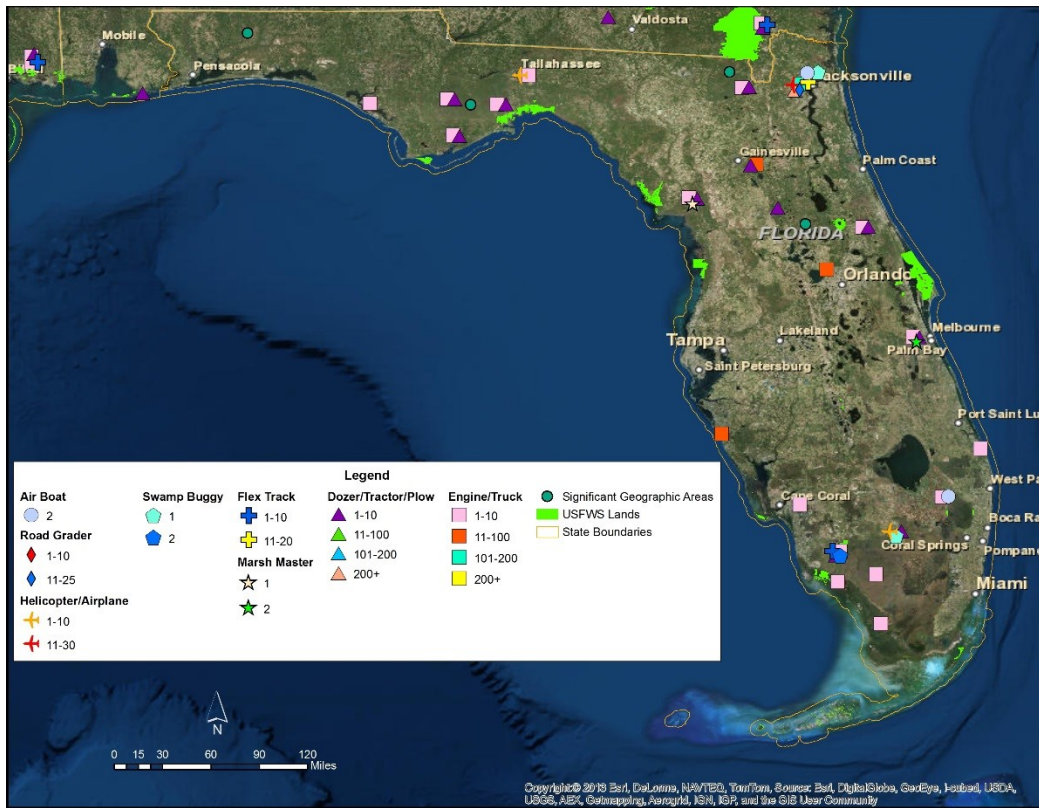 Mobile
Valdosta
Pensacola
Tallahassee
Jacksonville
Gainesville
Palm Coast
FLORIDA
Orlando
Melbourne
Palm Bay
Lakeland
Tampa
Saint Petersburg
Port Saint Lu
Cape Coral
West Pa
Boca Ra
Coral Springs
Pompano
Miami
Legend
Air Boat
2
Road Grader
1-10
11-25
Helicopter/Airplane
1-10
11-30
Swamp Buggy
1
2
Flex Track
1-10
11-20
Marsh Master
1
2
Dozer/Tractor/Plow
1-10
11-100
101-200
200+
Engine/Truck
1-10
11-100
101-200
200+
Significant Geographic Areas
USFWS Lands
State Boundaries
N
0 15 30 60 90 120
Miles
Copyright:© 2013 Esri, DeLorme, NAVTEQ, TomTom, Source: Esri, DigitalGlobe, GeoEye, i-cubed, USDA,
USGS, AEX, Getmapping, Aerogrid, IGN, IGP, and the GIS User Community